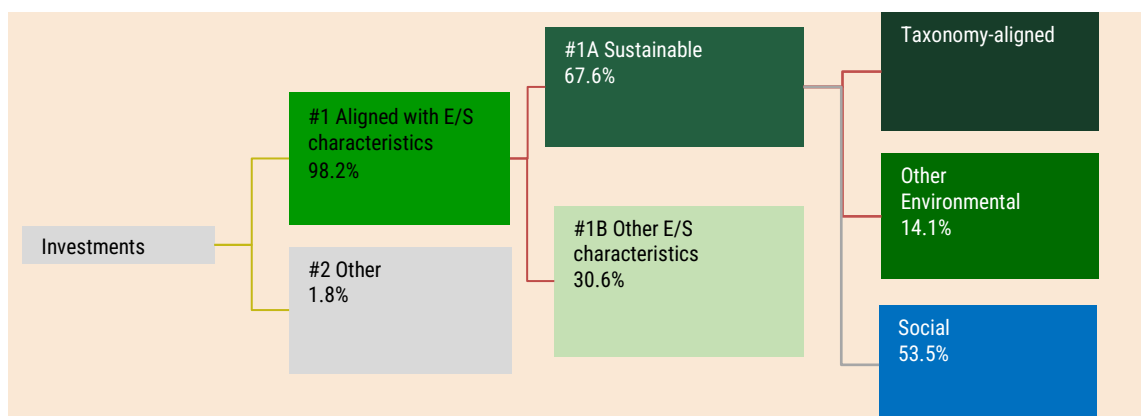 Investments
#1 Aligned with E/S
characteristics
98.2%
#2 Other
1.8%
#1A Sustainable
67.6%
#1B Other E/S
characteristics
30.6%
Taxonomy-aligned
Other
Environmental
14.1%
Social
53.5%